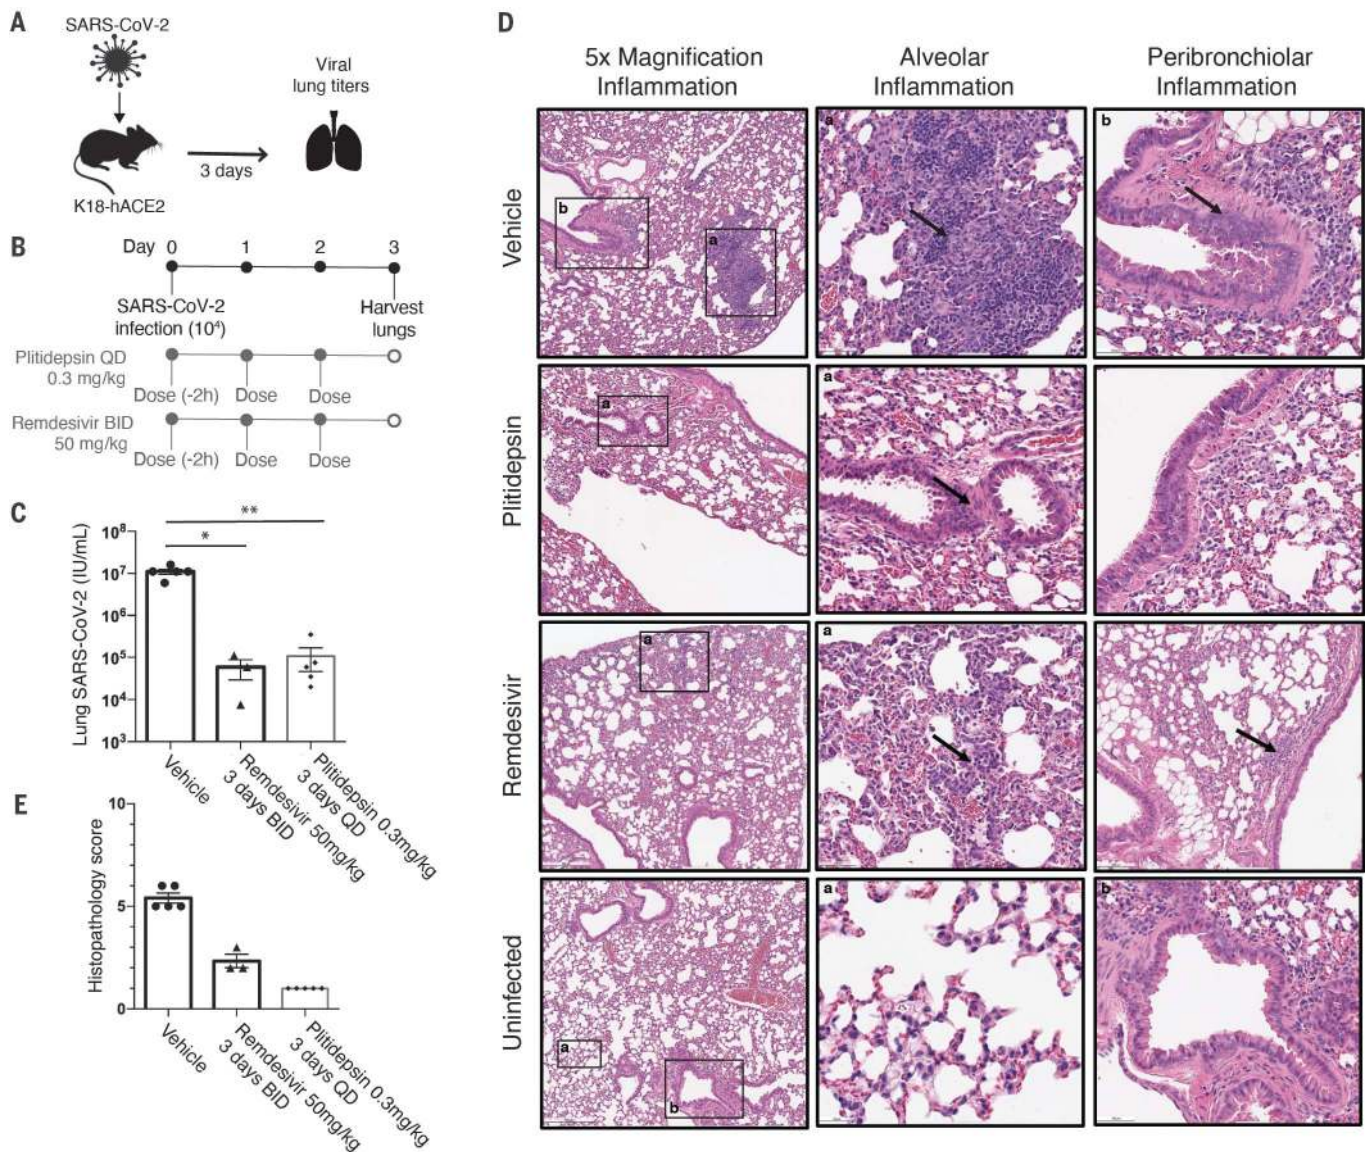 A
SARS-CoV-2
Viral
lung titers
3 days
K18-hACE2
B
Day 0 1 2 3
SARS-CoV-2
infection (10⁴)
Harvest
lungs
Plitidepsin QD
0.3 mg/kg
Dose (-2h) Dose Dose
Remdesivir BID
50 mg/kg
Dose (-2h) Dose Dose
C
Lung SARS-CoV-2 (IU/mL)
10⁸
10⁷
10⁶
10⁵
10⁴
10³
**
*
Vehicle
Remdesivir 50mg/kg
3 days BID
Plitidepsin 0.3mg/kg
3 days QD
E
Histopathology score
10
5
0
Vehicle
Remdesivir 50mg/kg
3 days BID
Plitidepsin 0.3mg/kg
3 days QD
D
5x Magnification
Inflammation
Alveolar
Inflammation
Peribronchiolar
Inflammation
Vehicle
b
a
a
b
Plitidepsin
a
a
Remdesivir
a
a
Uninfected
a
b
a
b